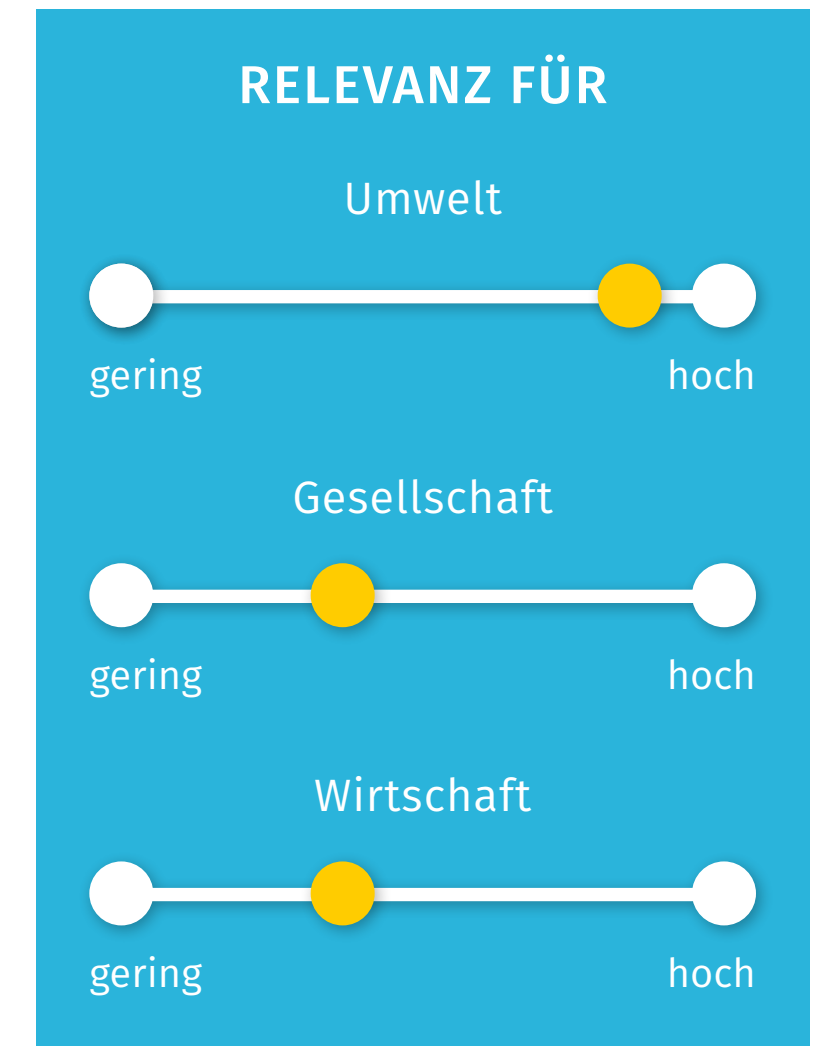 RELEVANZ FÜR
Umwelt
gering hoch
Gesellschaft
gering hoch
Wirtschaft
gering hoch